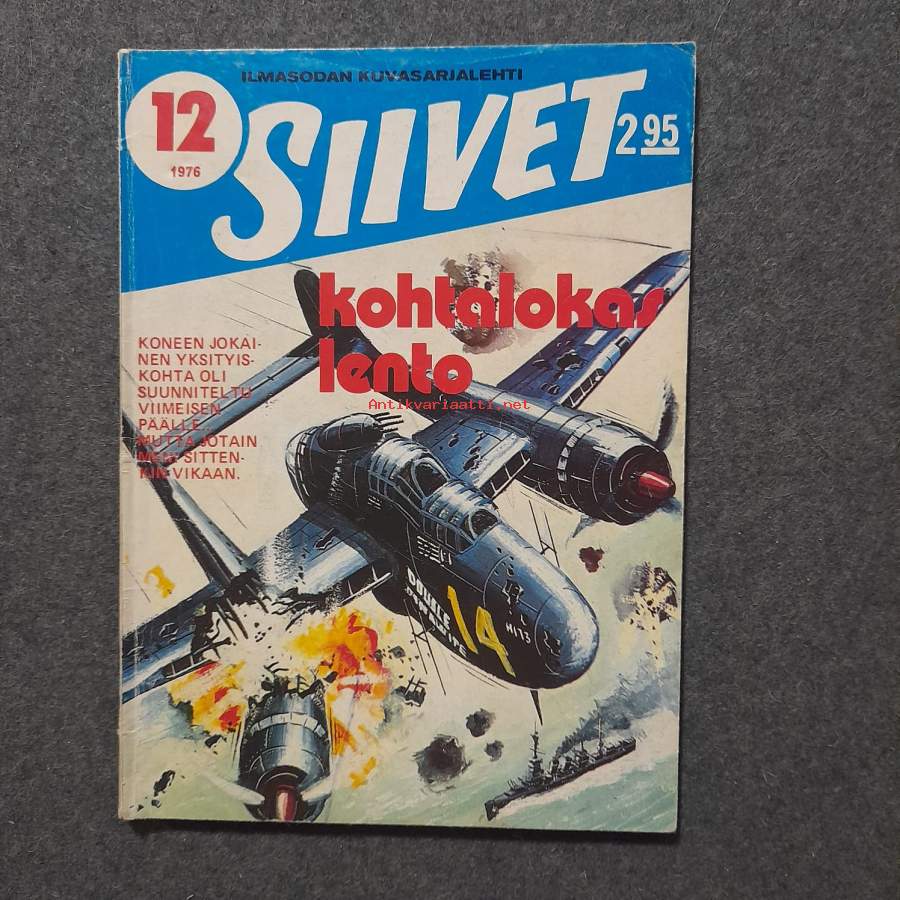 ILMASODAN KUVASARJALEHTI
12
1976
SIIVET
2 95
kohtalokas
lento
KONEEN JOKAI-
NEN YKSITYIS-
KOHTA OLI
SUUNNITELTU
VIIMEISEN
PÄÄLLE.
MUTTA JOTAIN
MENI SITTEN-
KIN VIKAAN.
Antikvariaatti.net
DOUBLE
14
H173